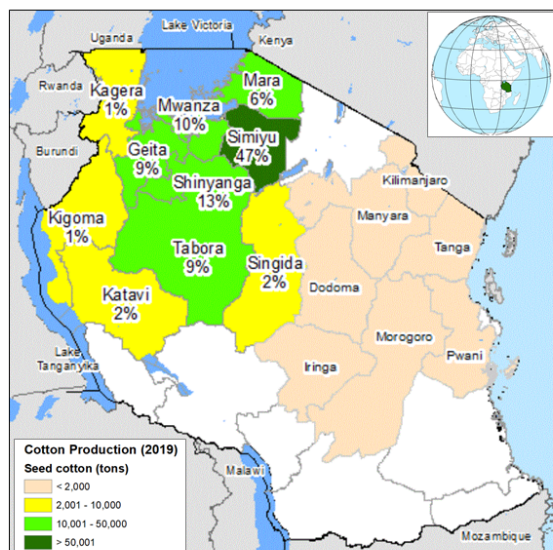 Lake Victoria
Uganda
Kenya
Rwanda
Kagera
1%
Mara
6%
Mwanza
10%
Simiyu
47%
Burundi
Geita
9%
Shinyanga
13%
Kilimanjaro
Kigoma
1%
Manyara
Tanga
Tabora
9%
Singida
2%
Dodoma
Katavi
2%
Morogoro
Pwani
Iringa
Lake
Tanganyika
Malawi
Mozambique
Cotton Production (2019)
Seed cotton (tons)
< 2,000
2,001 - 10,000
10,001 - 50,000
> 50,001